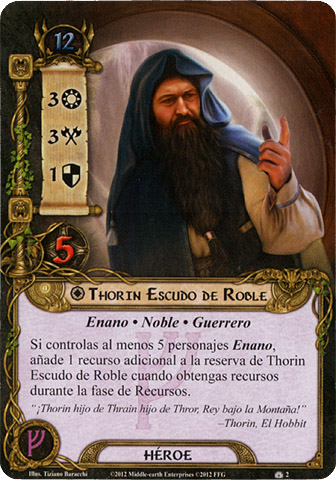 12
3
3
1
5
Thorin Escudo de Roble
Enano • Noble • Guerrero
Si controlas al menos 5 personajes Enano,
añade 1 recurso adicional a la reserva de Thorin
Escudo de Roble cuando obtengas recursos
durante la fase de Recursos.
"¡Thorin hijo de Thrain hijo de Thror, Rey bajo la Montaña!"
–Thorin, El Hobbit
HÉROE
Illus. Tiziano Baracchi ©2012 Middle-earth Enterprises ©2012 FFG 2